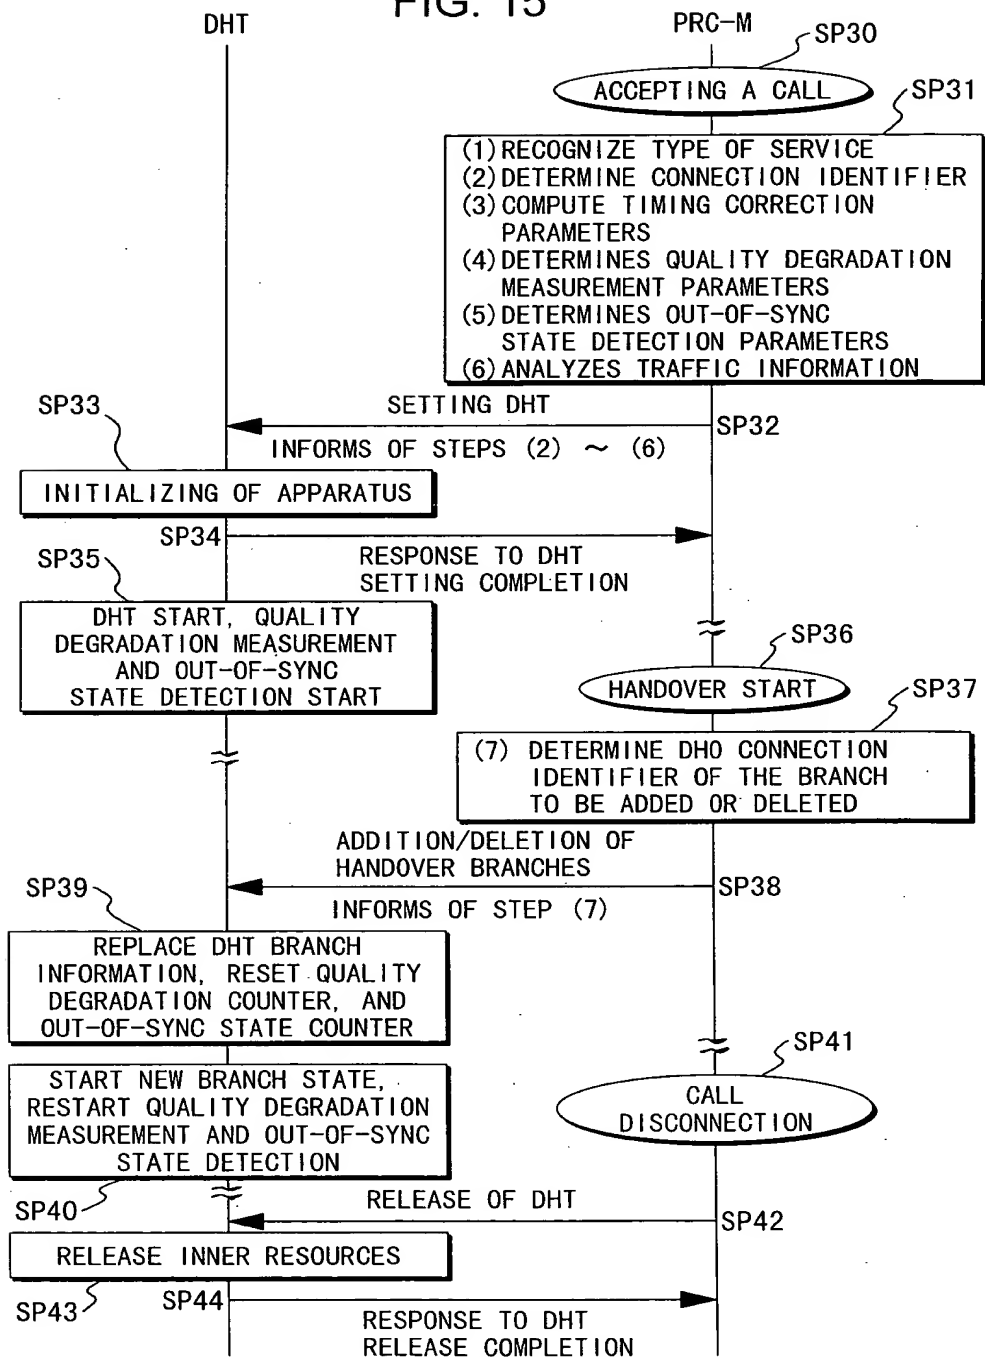 FIG. 15
DHT
PRC-M
SP30
ACCEPTING A CALL
SP31
(1) RECOGNIZE TYPE OF SERVICE
(2) DETERMINE CONNECTION IDENTIFIER
(3) COMPUTE TIMING CORRECTION
PARAMETERS
(4) DETERMINES QUALITY DEGRADATION
MEASUREMENT PARAMETERS
(5) DETERMINES OUT-OF-SYNC
STATE DETECTION PARAMETERS
(6) ANALYZES TRAFFIC INFORMATION
SP33
SETTING DHT
SP32
INFORMS OF STEPS (2) ~ (6)
INITIALIZING OF APPARATUS
SP34
SP35
RESPONSE TO DHT
SETTING COMPLETION
DHT START, QUALITY
DEGRADATION MEASUREMENT
AND OUT-OF-SYNC
STATE DETECTION START
SP36
HANDOVER START
SP37
(7) DETERMINE DHO CONNECTION
IDENTIFIER OF THE BRANCH
TO BE ADDED OR DELETED
ADDITION/DELETION OF
HANDOVER BRANCHES
SP39
SP38
INFORMS OF STEP (7)
REPLACE DHT BRANCH
INFORMATION, RESET QUALITY
DEGRADATION COUNTER, AND
OUT-OF-SYNC STATE COUNTER
SP41
START NEW BRANCH STATE,
RESTART QUALITY DEGRADATION
MEASUREMENT AND OUT-OF-SYNC
STATE DETECTION
CALL
DISCONNECTION
SP40
RELEASE OF DHT
SP42
RELEASE INNER RESOURCES
SP43
SP44
RESPONSE TO DHT
RELEASE COMPLETION